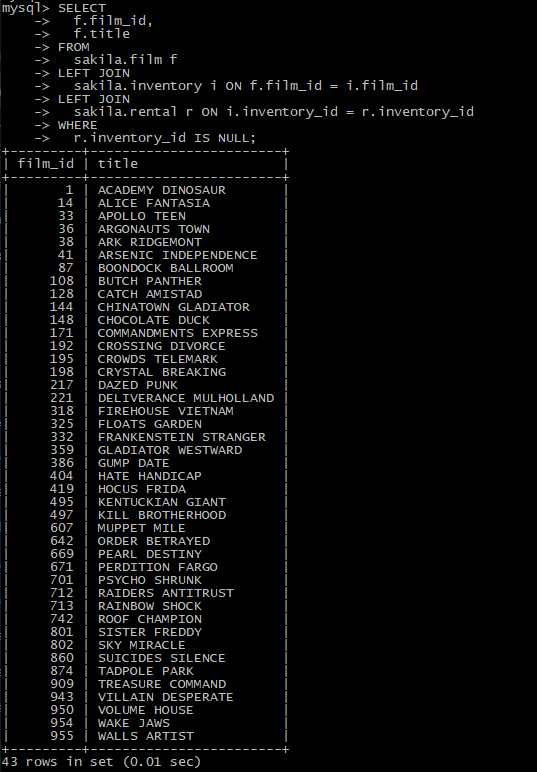 mysql> SELECT
    ->   f.film_id,
    ->   f.title
    -> FROM
    ->   sakila.film f
    -> LEFT JOIN
    ->   sakila.inventory i ON f.film_id = i.film_id
    -> LEFT JOIN
    ->   sakila.rental r ON i.inventory_id = r.inventory_id
    -> WHERE
    ->   r.inventory_id IS NULL;
+---------+------------------------+
| film_id | title                  |
+---------+------------------------+
|       1 | ACADEMY DINOSAUR       |
|      14 | ALICE FANTASIA         |
|      33 | APOLLO TEEN            |
|      36 | ARGONAUTS TOWN         |
|      38 | ARK RIDGEMONT          |
|      41 | ARSENIC INDEPENDENCE   |
|      87 | BOONDOCK BALLROOM      |
|     108 | BUTCH PANTHER          |
|     128 | CATCH AMISTAD          |
|     144 | CHINATOWN GLADIATOR    |
|     148 | CHOCOLATE DUCK         |
|     171 | COMMANDMENTS EXPRESS   |
|     192 | CROSSING DIVORCE       |
|     195 | CROWDS TELEMARK        |
|     198 | CRYSTAL BREAKING       |
|     217 | DAZED PUNK             |
|     221 | DELIVERANCE MULHOLLAND |
|     318 | FIREHOUSE VIETNAM      |
|     325 | FLOATS GARDEN          |
|     332 | FRANKENSTEIN STRANGER  |
|     359 | GLADIATOR WESTWARD     |
|     386 | GUMP DATE              |
|     404 | HATE HANDICAP          |
|     419 | HOCUS FRIDA            |
|     495 | KENTUCKIAN GIANT       |
|     497 | KILL BROTHERHOOD       |
|     607 | MUPPET MILE            |
|     642 | ORDER BETRAYED         |
|     669 | PEARL DESTINY          |
|     671 | PERDITION FARGO        |
|     701 | PSYCHO SHRUNK          |
|     712 | RAIDERS ANTITRUST      |
|     713 | RAINBOW SHOCK          |
|     742 | ROOF CHAMPION          |
|     801 | SISTER FREDDY          |
|     802 | SKY MIRACLE            |
|     860 | SUICIDES SILENCE       |
|     874 | TADPOLE PARK           |
|     909 | TREASURE COMMAND       |
|     943 | VILLAIN DESPERATE      |
|     950 | VOLUME HOUSE           |
|     954 | WAKE JAWS              |
|     955 | WALLS ARTIST           |
+---------+------------------------+
43 rows in set (0.01 sec)